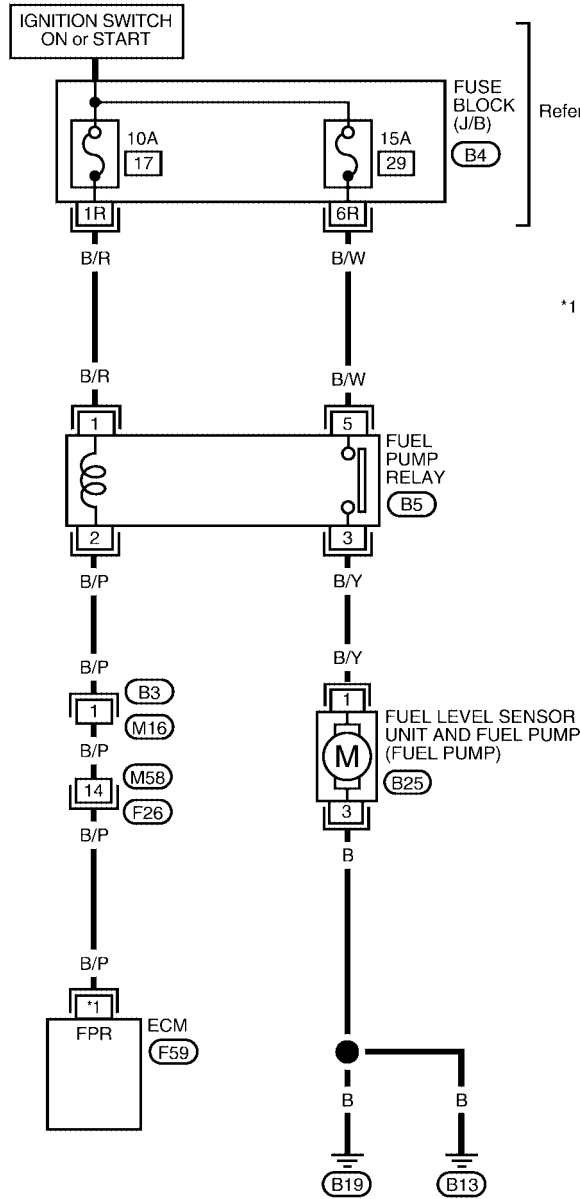 IGNITION SWITCH
ON or START
FUSE
BLOCK
(J/B)
B4
Refer
10A
17
15A
29
1R
6R
B/R
B/W
*1
B/R
B/W
1
5
FUEL
PUMP
RELAY
B5
2
3
B/P
B/Y
B/P
B/Y
B3
1
M16
1
FUEL LEVEL SENSOR
UNIT AND FUEL PUMP
(FUEL PUMP)
M
B25
B/P
M58
14
F26
3
B/P
B
B/P
*1
FPR
ECM
F59
B
B
B19
B13